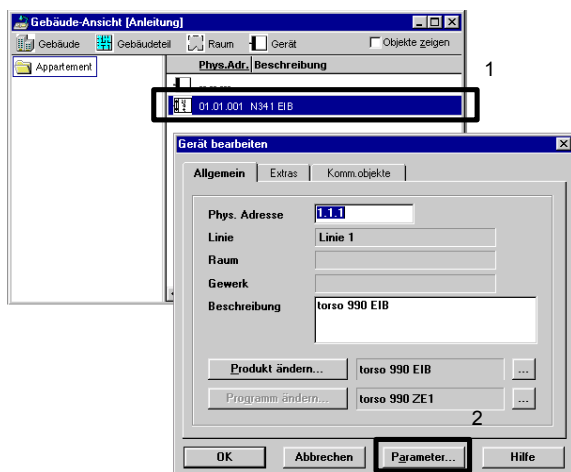 Gebäude-Ansicht [Anleitung]
Gebäude Gebäudeteil Raum Gerät Objekte zeigen
Appartement
Phys.Adr. Beschreibung
1
01.01.001 N341 EIB
Gerät bearbeiten
Allgemein Extras Komm.objekte
Phys. Adresse 1.1.1
Linie Linie 1
Raum
Gewerk
Beschreibung torso 990 EIB
Produkt ändern... torso 990 EIB ...
Programm ändern... torso 990 ZE1 ...
2
OK Abbrechen Parameter... Hilfe